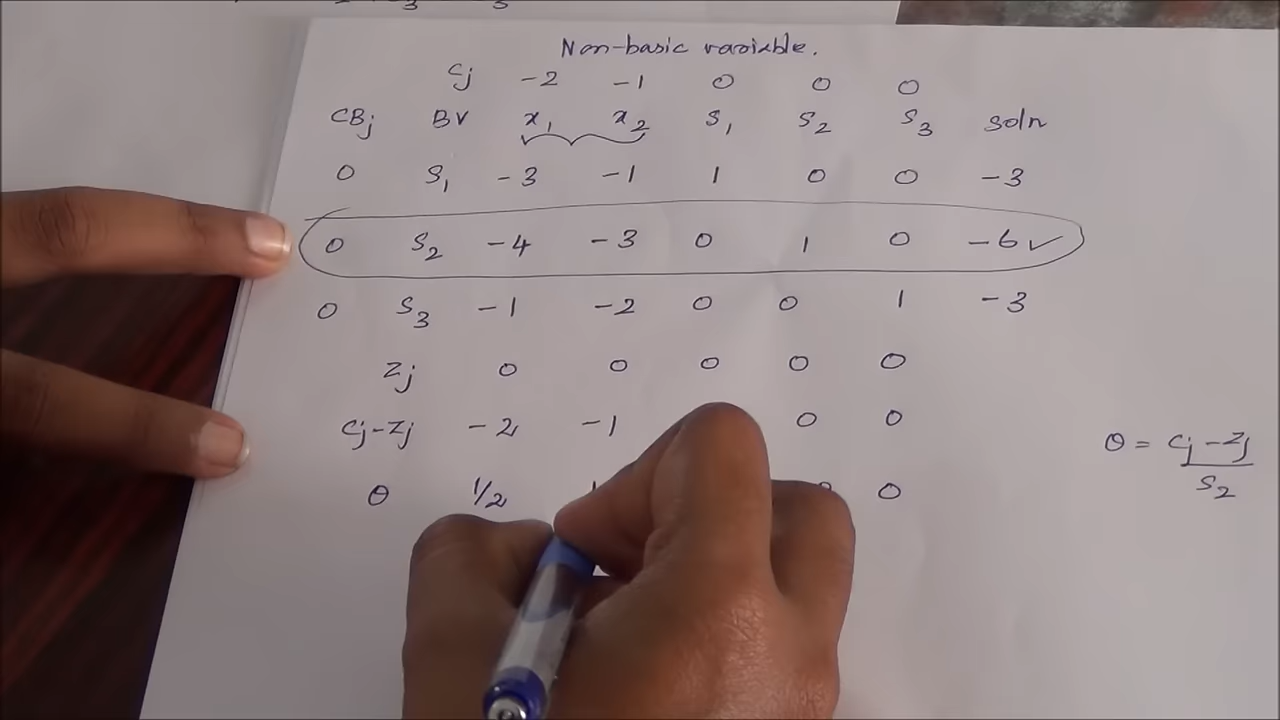 Non-basic variable.
Cj -2 -1 0 0 0
CBj BV x1 x2 S1 S2 S3 soln
0 S1 -3 -1 1 0 0 -3
0 S2 -4 -3 0 1 0 -6 ✓
0 S3 -1 -2 0 0 1 -3
Zj 0 0 0 0 0
Cj-Zj -2 -1 0 0
θ 1/2 0
θ = Cj-Zj
S2